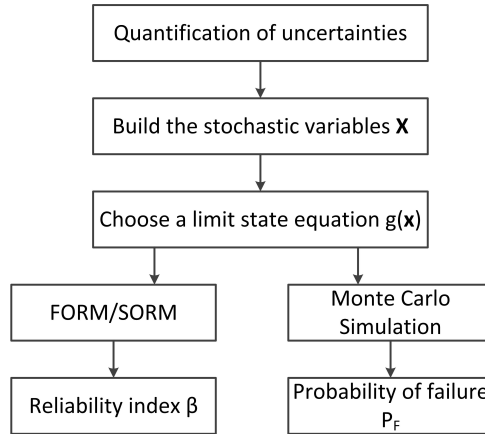 Quantification of uncertainties
Build the stochastic variables X
Choose a limit state equation g(x)
FORM/SORM
Monte Carlo
Simulation
Reliability index β
Probability of failure
P_F